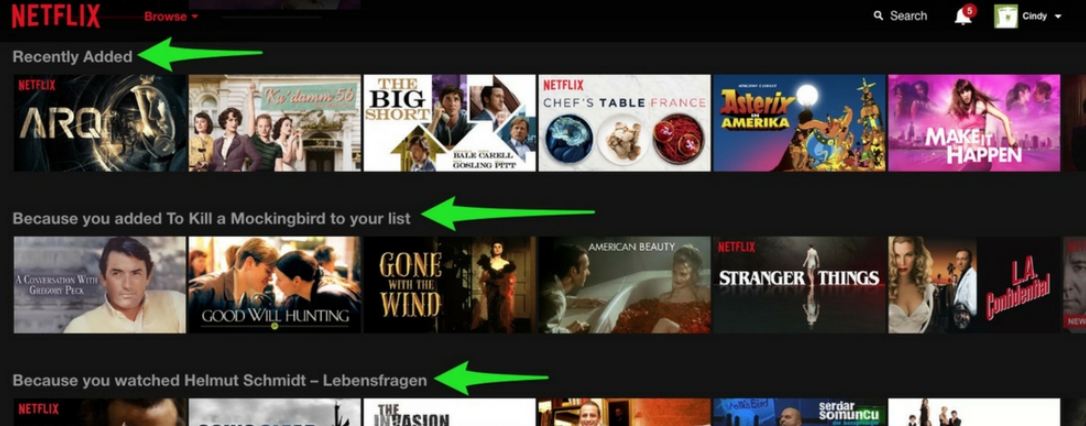 NETFLIX
Browse
Search
5
Cindy
Recently Added
NETFLIX
ARQ
Ku'damm 56
THE
BIG
SHORT
BALE CARELL
GOSLING PITT
NETFLIX
CHEF'S TABLE FRANCE
Asterix
IN
AMERIKA
MAKE IT
HAPPEN
Because you added To Kill a Mockingbird to your list
A CONVERSATION WITH
GREGORY PECK
GOOD WILL HUNTING
GONE
WITH THE
WIND
AMERICAN BEAUTY
NETFLIX
STRANGER THINGS
L.A.
Confidential
NEW
Because you watched Helmut Schmidt – Lebensfragen
NETFLIX
THE
INVASION
serdar
somuncu